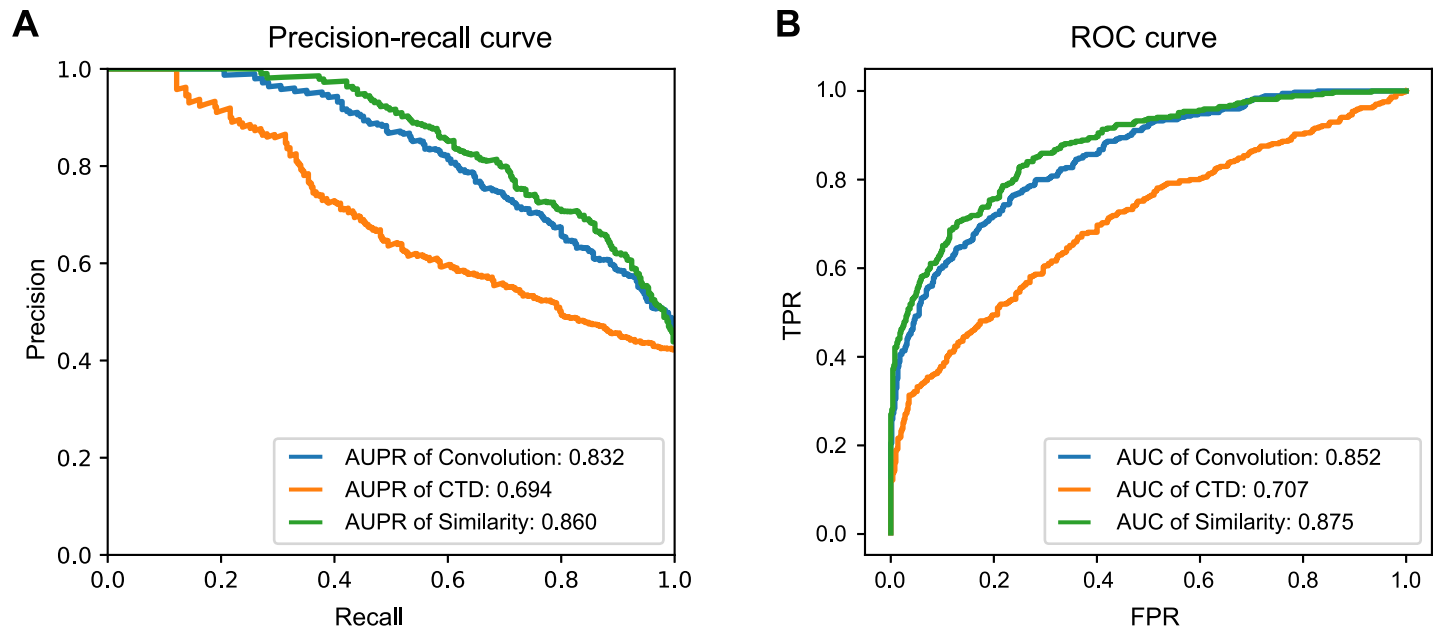 A
Precision-recall curve
1.0
0.8
0.6
0.4
0.2
0.0
Precision
AUPR of Convolution: 0.832
AUPR of CTD: 0.694
AUPR of Similarity: 0.860
0.0 0.2 0.4 0.6 0.8 1.0
Recall
B
ROC curve
1.0
0.8
0.6
0.4
0.2
0.0
TPR
AUC of Convolution: 0.852
AUC of CTD: 0.707
AUC of Similarity: 0.875
0.0 0.2 0.4 0.6 0.8 1.0
FPR